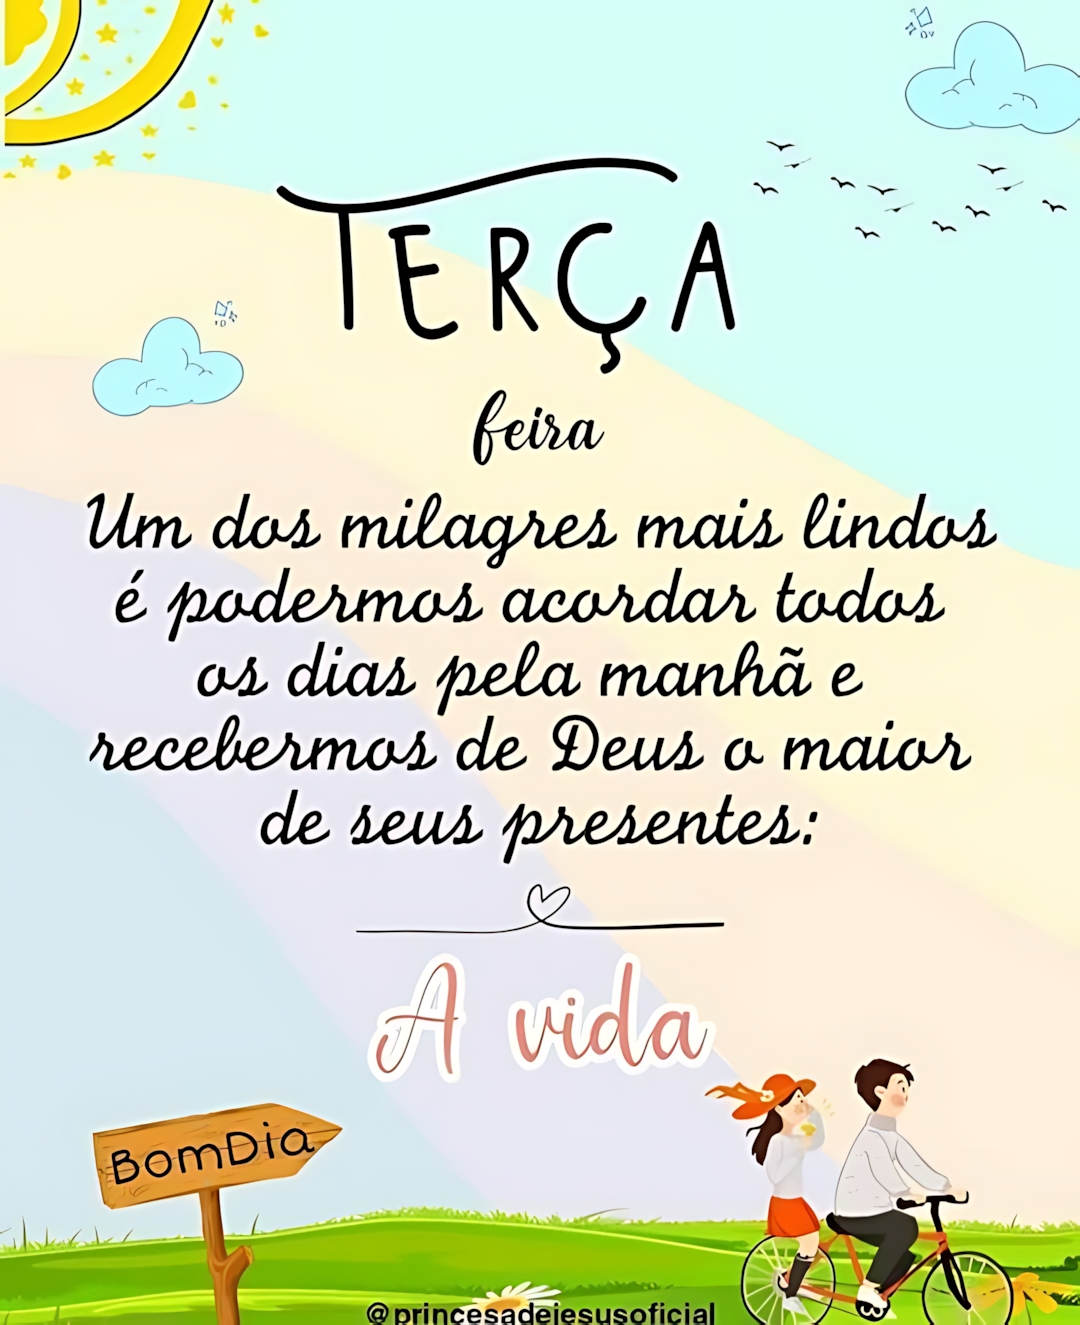 TERÇA
feira
Um dos milagres mais lindos
é podermos acordar todos
os dias pela manhã e
recebermos de Deus o maior
de seus presentes:
A vida
BomDia
@princesadejesusoficial